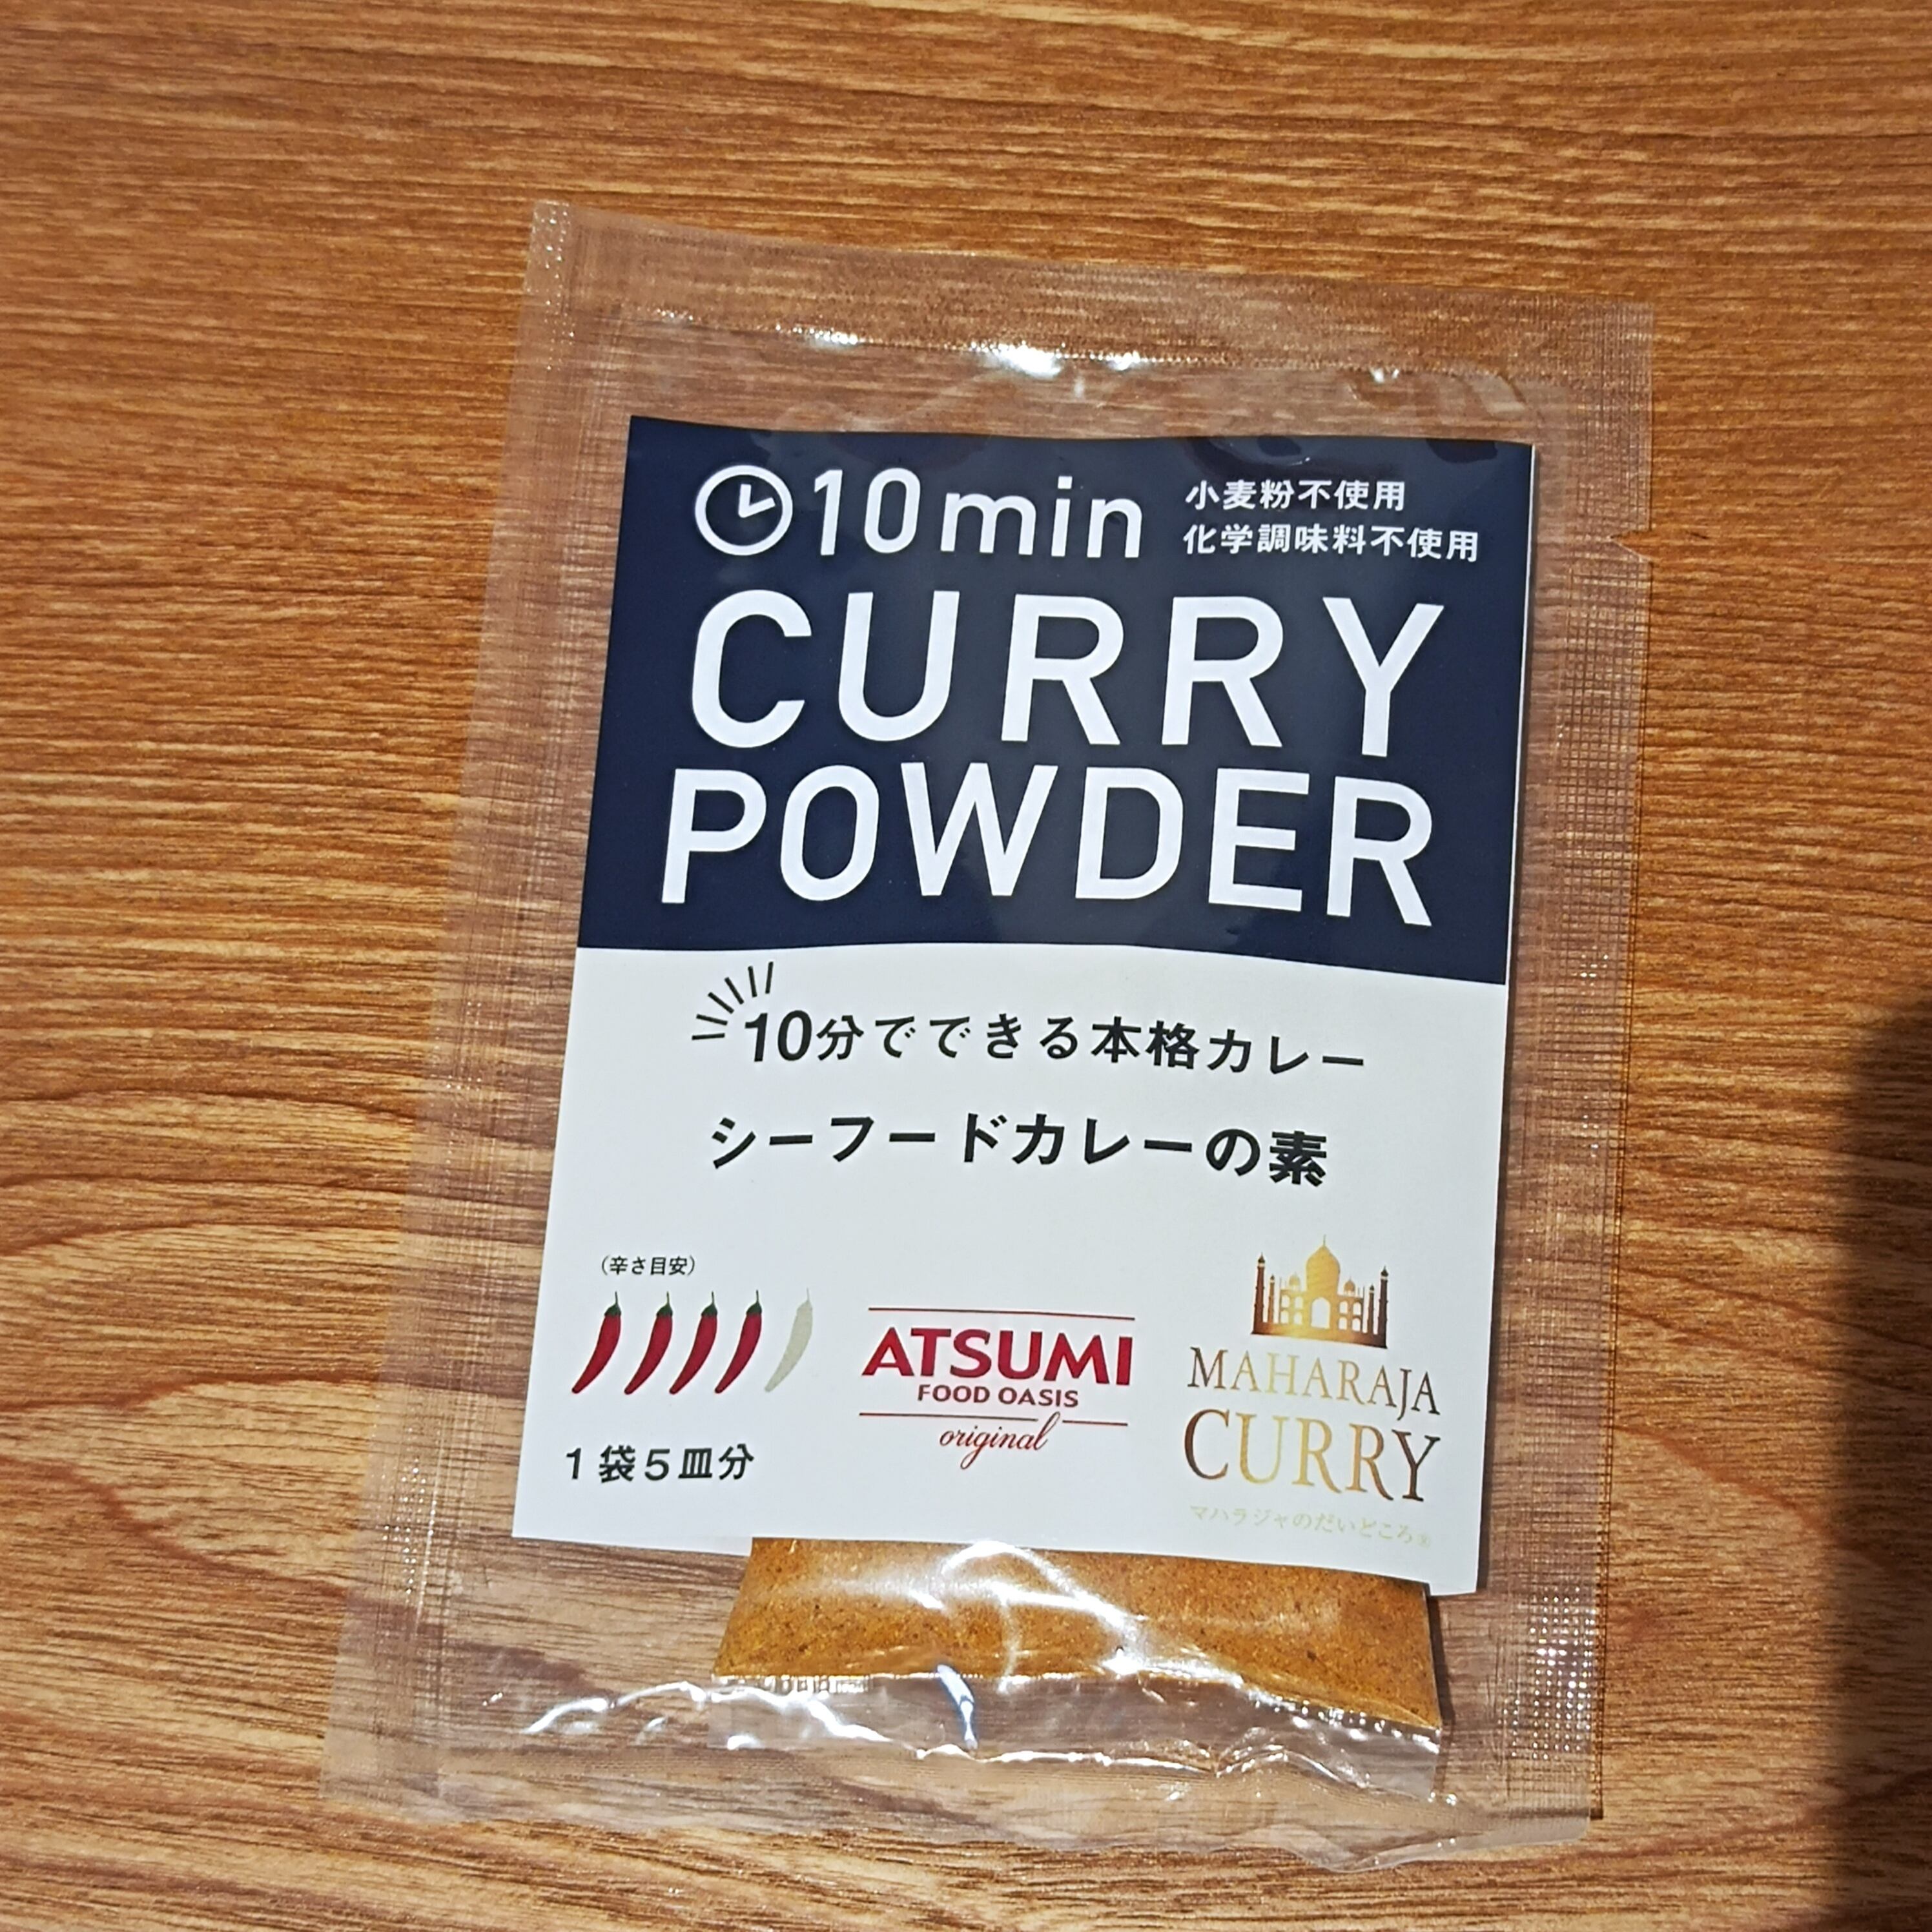 10min
小麦粉不使用
化学調味料不使用
CURRY
POWDER
10分でできる本格カレー
シーフードカレーの素
（辛さ目安）
1袋5皿分
ATSUMI
FOOD OASIS
original
MAHARAJA
CURRY
マハラジャのだいどころ®